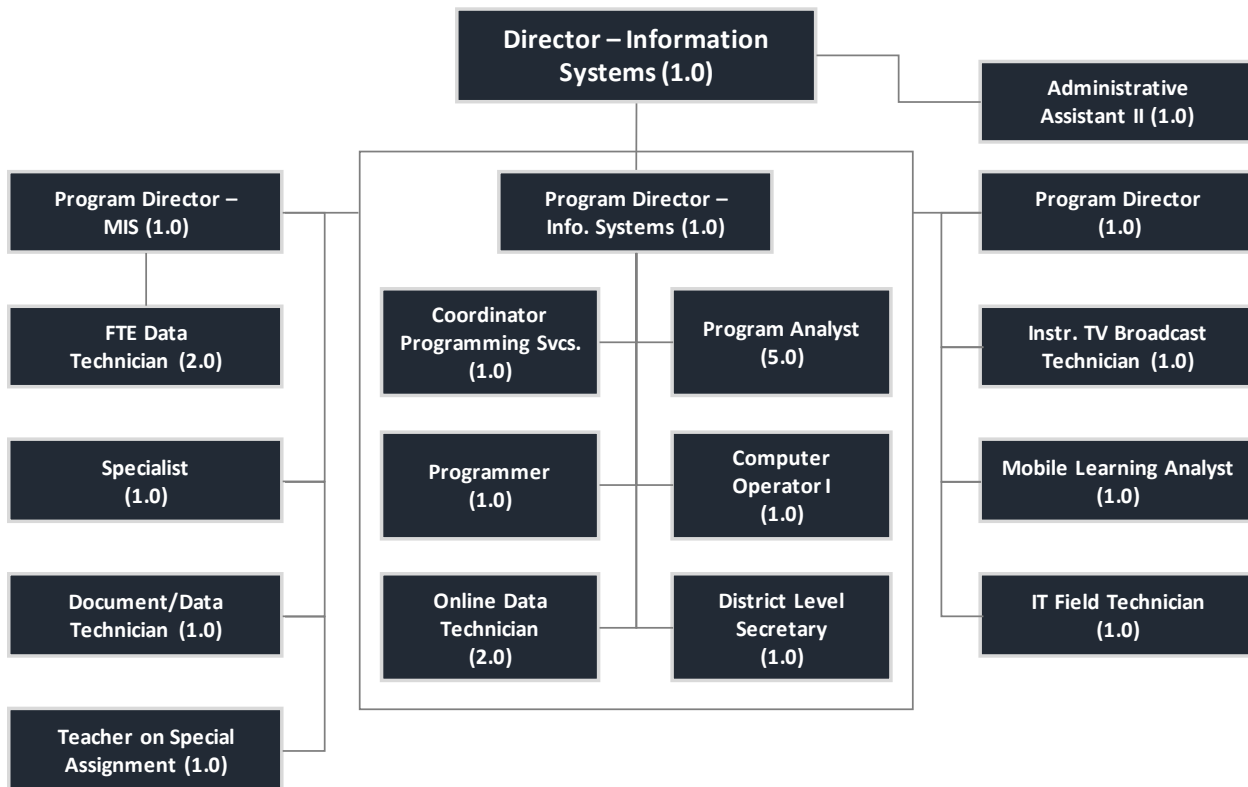 Director – Information
Systems (1.0)
Administrative
Assistant II (1.0)
Program Director –
MIS (1.0)
Program Director –
Info. Systems (1.0)
Program Director
(1.0)
FTE Data
Technician (2.0)
Coordinator
Programming Svcs.
(1.0)
Program Analyst
(5.0)
Instr. TV Broadcast
Technician (1.0)
Specialist
(1.0)
Programmer
(1.0)
Computer
Operator I
(1.0)
Mobile Learning Analyst
(1.0)
Document/Data
Technician (1.0)
Online Data
Technician
(2.0)
District Level
Secretary
(1.0)
IT Field Technician
(1.0)
Teacher on Special
Assignment (1.0)